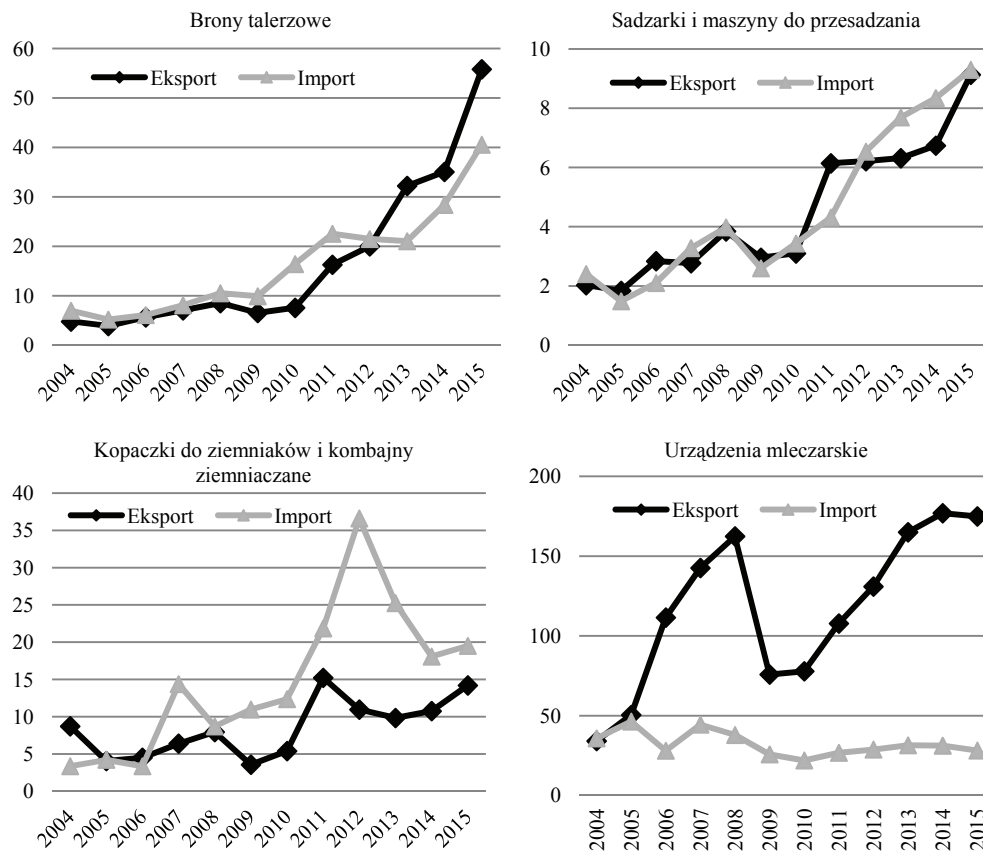 Brony talerzowe
60
50
40
30
20
10
0
Eksport Import
2004 2005 2006 2007 2008 2009 2010 2011 2012 2013 2014 2015
Sadzarki i maszyny do przesadzania
10
8
6
4
2
0
Eksport Import
2004 2005 2006 2007 2008 2009 2010 2011 2012 2013 2014 2015
Kopaczki do ziemniaków i kombajny
ziemniaczane
40
35
30
25
20
15
10
5
0
Eksport Import
2004 2005 2006 2007 2008 2009 2010 2011 2012 2013 2014 2015
Urządzenia mleczarskie
200
150
100
50
0
Eksport Import
2004 2005 2006 2007 2008 2009 2010 2011 2012 2013 2014 2015